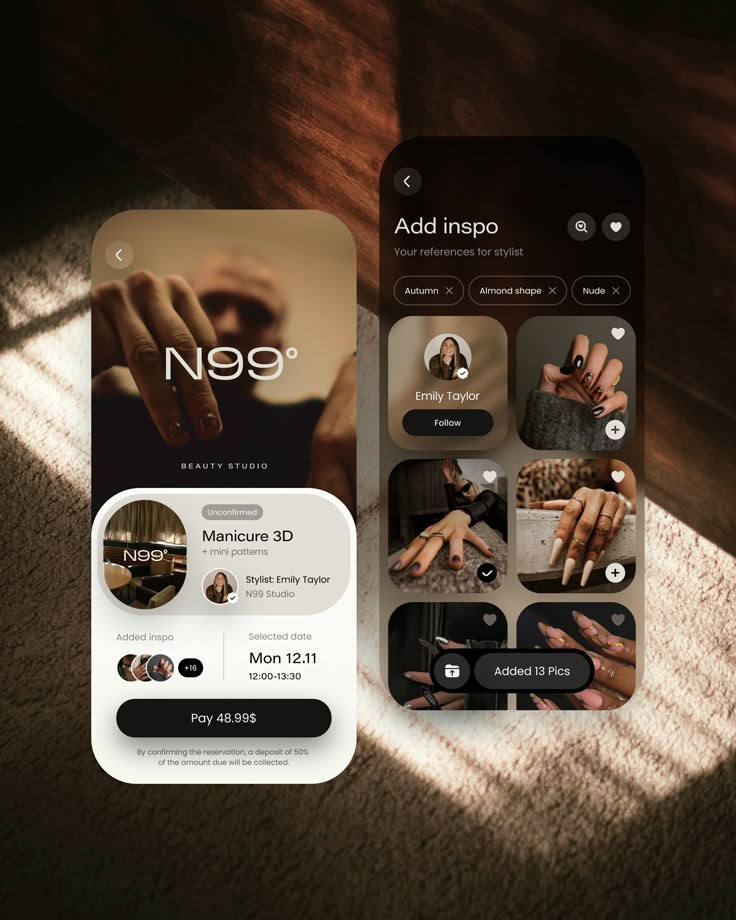 N99°
BEAUTY STUDIO
Unconfirmed
N99°
Manicure 3D
+ mini patterns
Stylist: Emily Taylor
N99 Studio
Added inspo
+16
Selected date
Mon 12.11
12:00-13:30
Pay 48.99$
By confirming the reservation, a deposit of 50%
of the amount due will be collected.
Add inspo
Your references for stylist
Autumn
Almond shape
Nude
Emily Taylor
Follow
Added 13 Pics